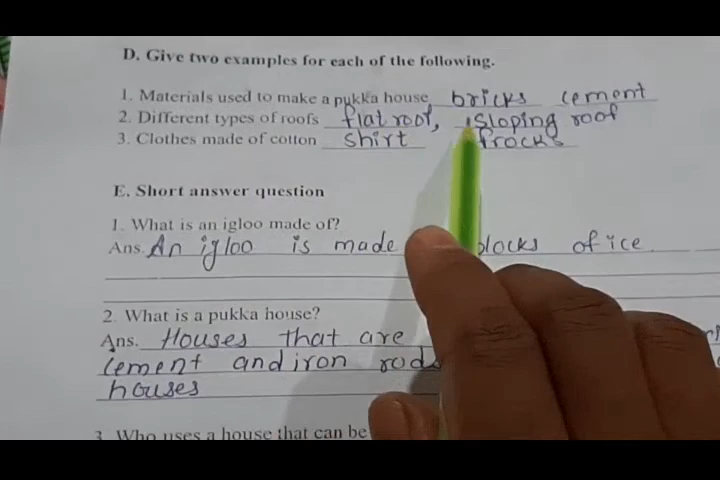 D. Give two examples for each of the following.
1. Materials used to make a pukka house bricks cement
2. Different types of roofs flat roof, Sloping roof
3. Clothes made of cotton shirt frocks
E. Short answer question
1. What is an igloo made of?
Ans. An igloo is made blocks of ice
2. What is a pukka house?
Ans. Houses that are
cement and iron rods
houses
3. Who uses a house that can be